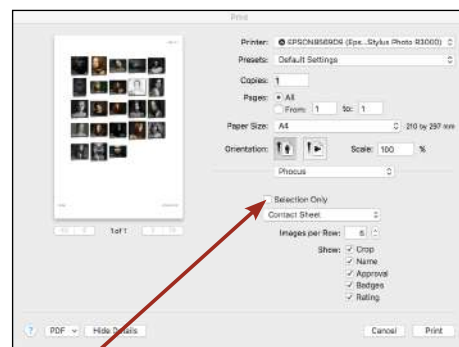 Print
Printer: EPSON8569D9 (Eps...Stylus Photo R3000)
Presets: Default Settings
Copies: 1
Pages: All
From: 1 to: 1
Paper Size: A4 210 by 297 mm
Orientation: Scale: 100 %
Phocus
Selection Only
Contact Sheet
1 of 1
Images per Row: 5
Show: Crop
Name
Approval
Badges
Rating
? PDF Hide Details Cancel Print